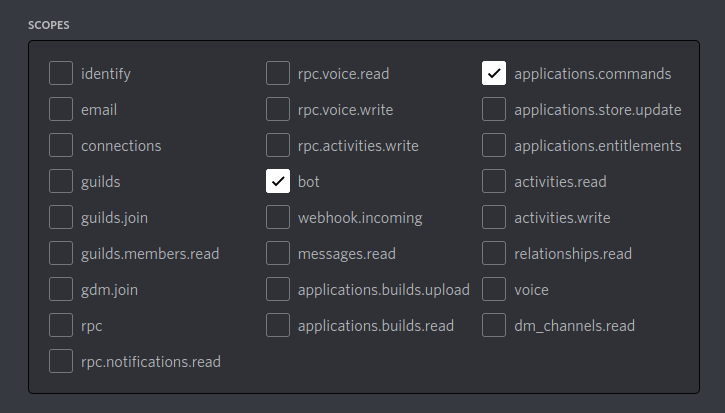 SCOPES
identify
email
connections
guilds
guilds.join
guilds.members.read
gdm.join
rpc
rpc.notifications.read
rpc.voice.read
rpc.voice.write
rpc.activities.write
bot
webhook.incoming
messages.read
applications.builds.upload
applications.builds.read
applications.commands
applications.store.update
applications.entitlements
activities.read
activities.write
relationships.read
voice
dm_channels.read